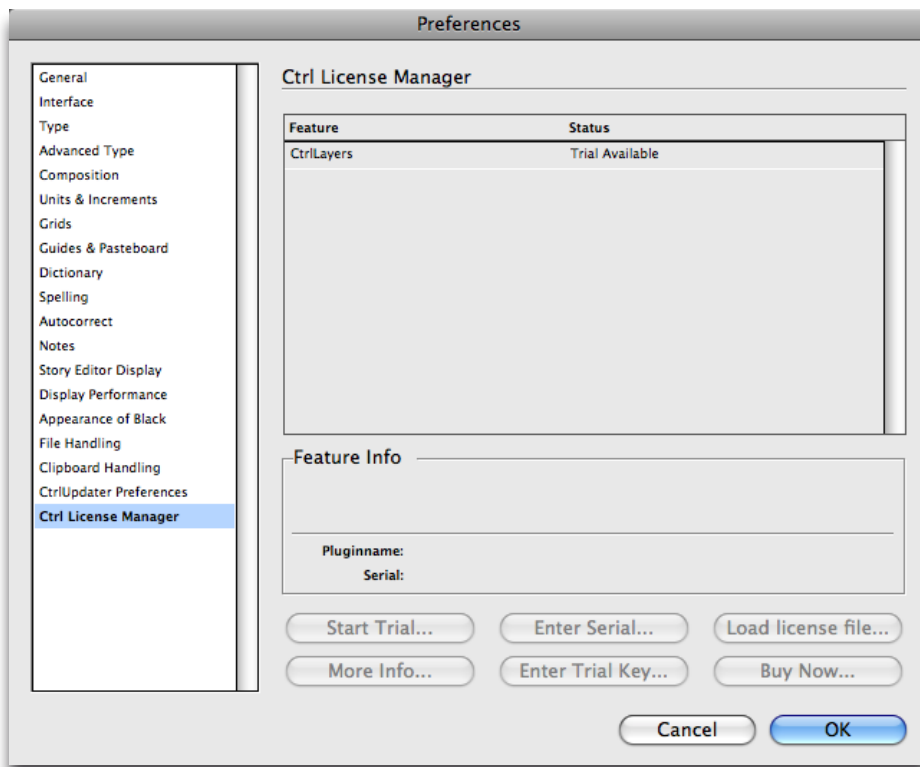 Preferences
General
Interface
Type
Advanced Type
Composition
Units & Increments
Grids
Guides & Pasteboard
Dictionary
Spelling
Autocorrect
Notes
Story Editor Display
Display Performance
Appearance of Black
File Handling
Clipboard Handling
CtrlUpdater Preferences
Ctrl License Manager
Ctrl License Manager
Feature Status
CtrlLayers Trial Available
Feature Info
Pluginname:
Serial:
Start Trial... Enter Serial... Load license file...
More Info... Enter Trial Key... Buy Now...
Cancel OK